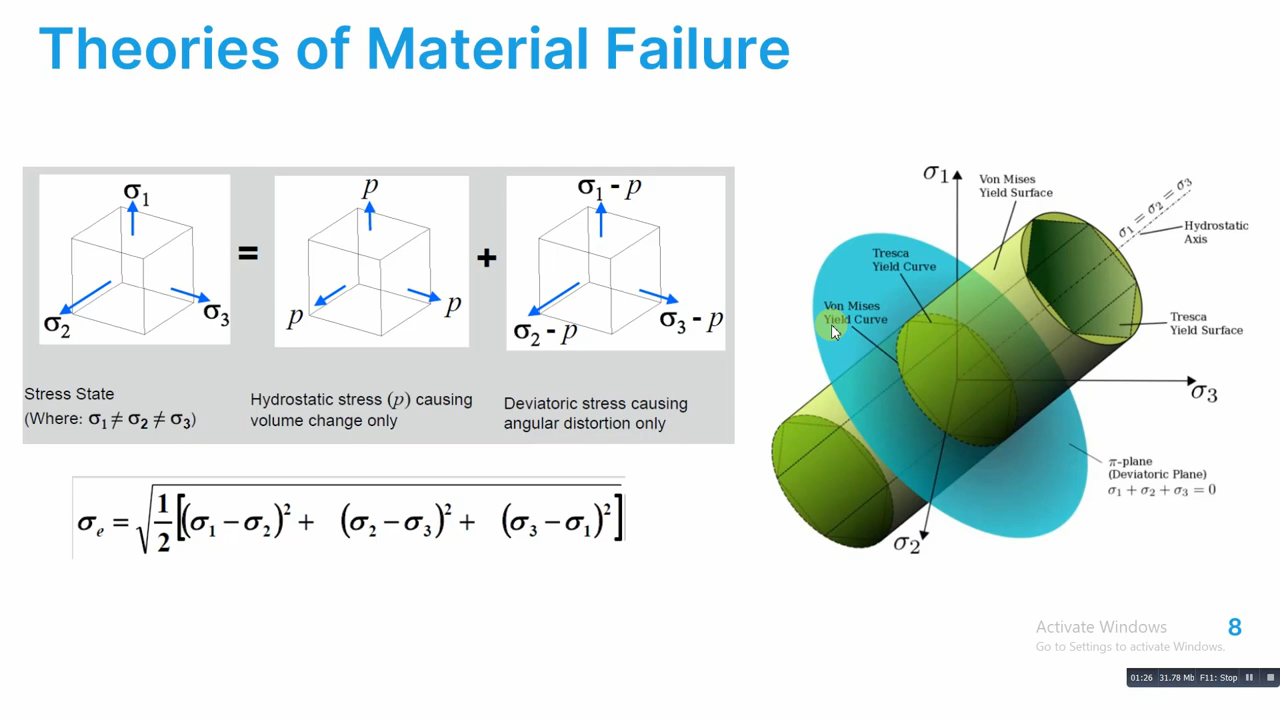 Theories of Material Failure
σ1
σ2
σ3
=
p
p
p
+
σ1 - p
σ2 - p
σ3 - p
Stress State
(Where: σ1 ≠ σ2 ≠ σ3)
Hydrostatic stress (p) causing
volume change only
Deviatoric stress causing
angular distortion only
σe = √(1/2 [(σ1 − σ2)² + (σ2 − σ3)² + (σ3 − σ1)²])
σ1
Von Mises
Yield Surface
σ1 = σ2 = σ3
Hydrostatic
Axis
Tresca
Yield Curve
Von Mises
Yield Curve
Tresca
Yield Surface
σ3
π-plane
(Deviatoric Plane)
σ1 + σ2 + σ3 = 0
σ2
Activate Windows
Go to Settings to activate Windows.
8
01:26 31.78 Mb F11: Stop